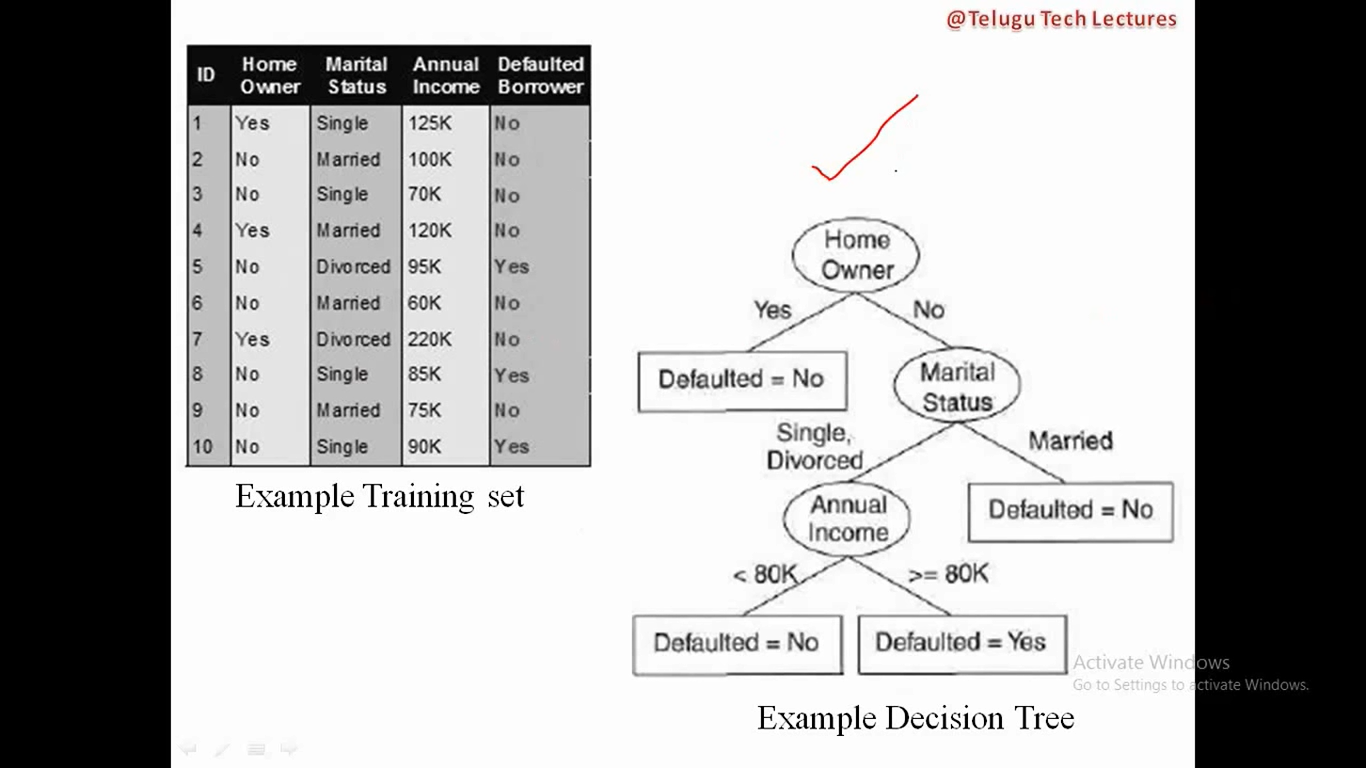 @Telugu Tech Lectures
ID Home Owner Marital Status Annual Income Defaulted Borrower
1 Yes Single 125K No
2 No Married 100K No
3 No Single 70K No
4 Yes Married 120K No
5 No Divorced 95K Yes
6 No Married 60K No
7 Yes Divorced 220K No
8 No Single 85K Yes
9 No Married 75K No
10 No Single 90K Yes
Example Training set
Home
Owner
Yes No
Defaulted = No
Marital
Status
Single,
Divorced
Married
Annual
Income
Defaulted = No
< 80K >= 80K
Defaulted = No Defaulted = Yes
Example Decision Tree
Activate Windows
Go to Settings to activate Windows.